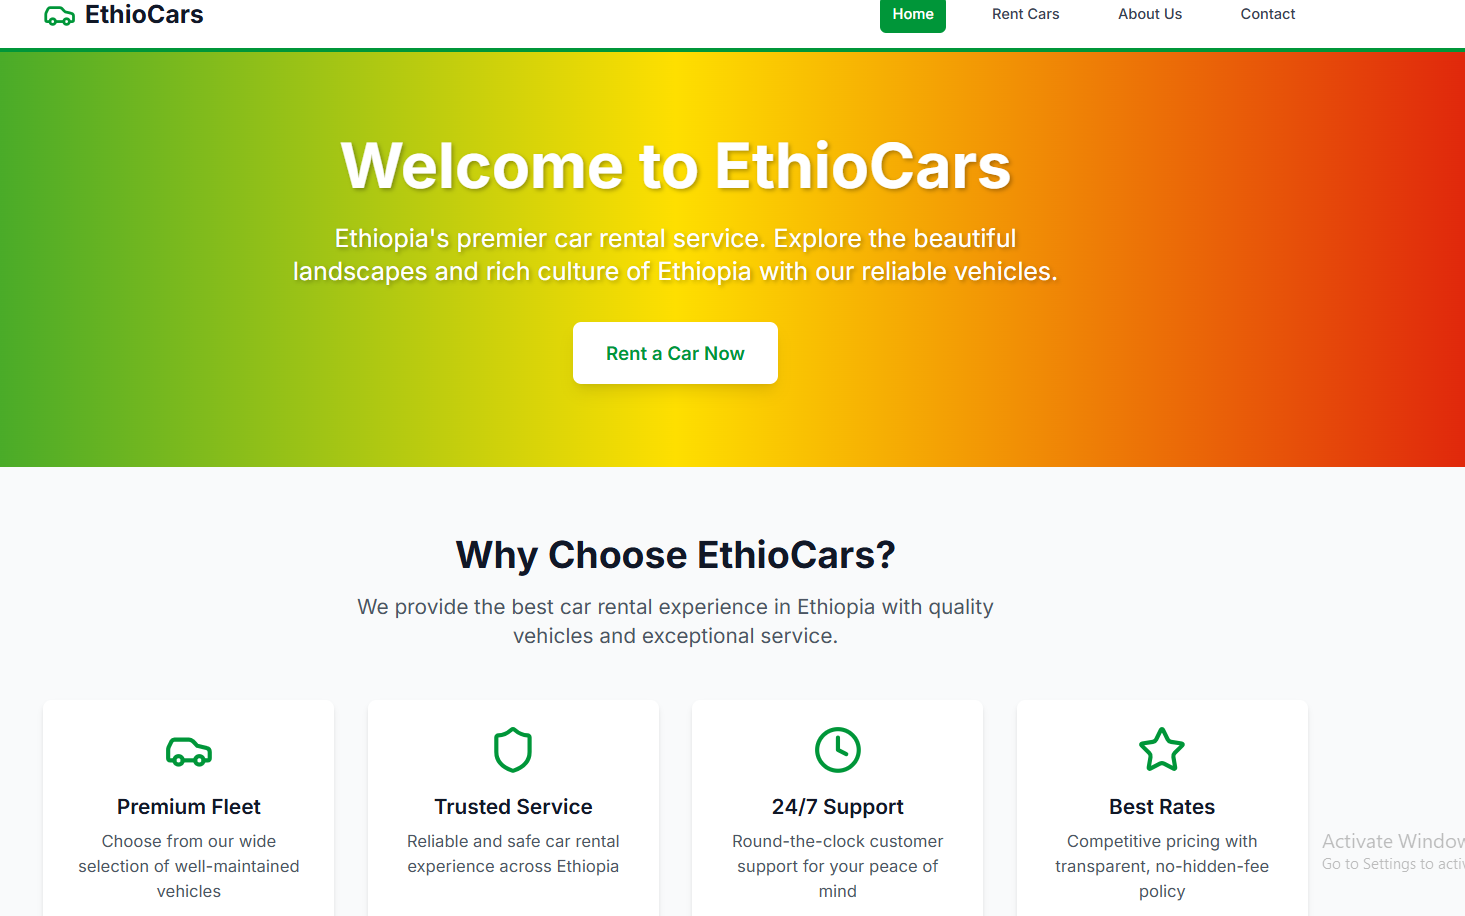 EthioCars
Home
Rent Cars
About Us
Contact
Welcome to EthioCars
Ethiopia's premier car rental service. Explore the beautiful
landscapes and rich culture of Ethiopia with our reliable vehicles.
Rent a Car Now
Why Choose EthioCars?
We provide the best car rental experience in Ethiopia with quality
vehicles and exceptional service.
Premium Fleet
Choose from our wide
selection of well-maintained
vehicles
Trusted Service
Reliable and safe car rental
experience across Ethiopia
24/7 Support
Round-the-clock customer
support for your peace of
mind
Best Rates
Competitive pricing with
transparent, no-hidden-fee
policy
Activate Window
Go to Settings to activ